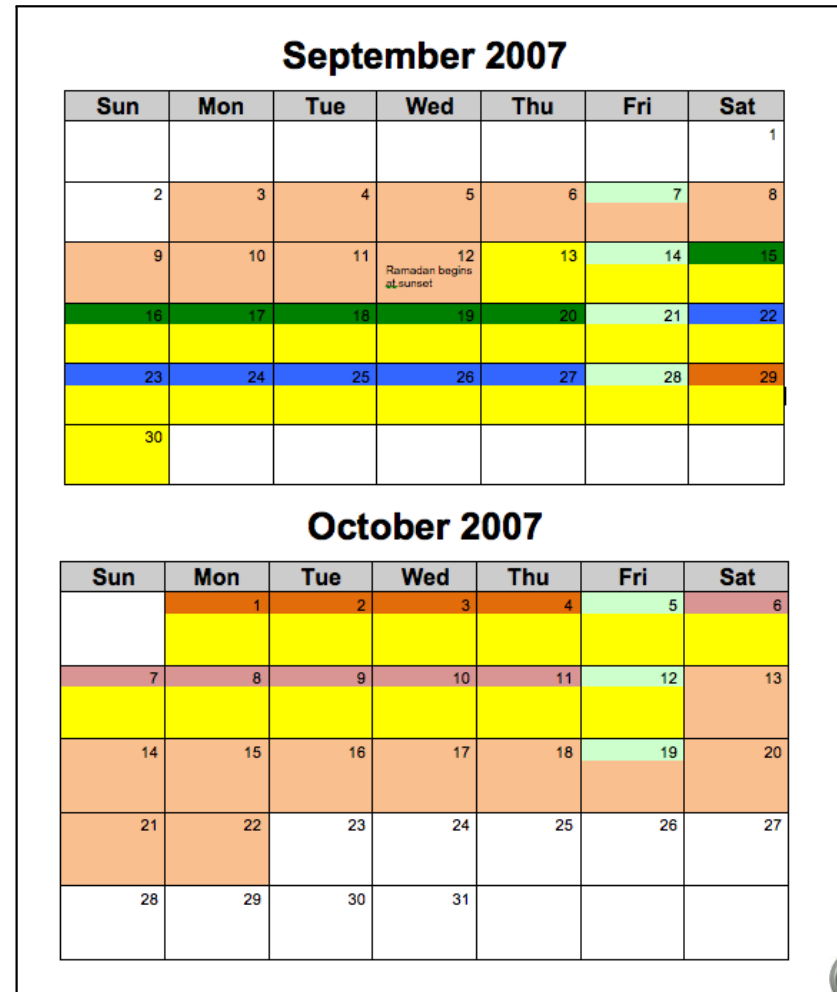 September 2007
Sun Mon Tue Wed Thu Fri Sat
1
2 3 4 5 6 7 8
9 10 11 12 13 14 15
Ramadan begins
at sunset
16 17 18 19 20 21 22
23 24 25 26 27 28 29
30
October 2007
Sun Mon Tue Wed Thu Fri Sat
1 2 3 4 5 6
7 8 9 10 11 12 13
14 15 16 17 18 19 20
21 22 23 24 25 26 27
28 29 30 31